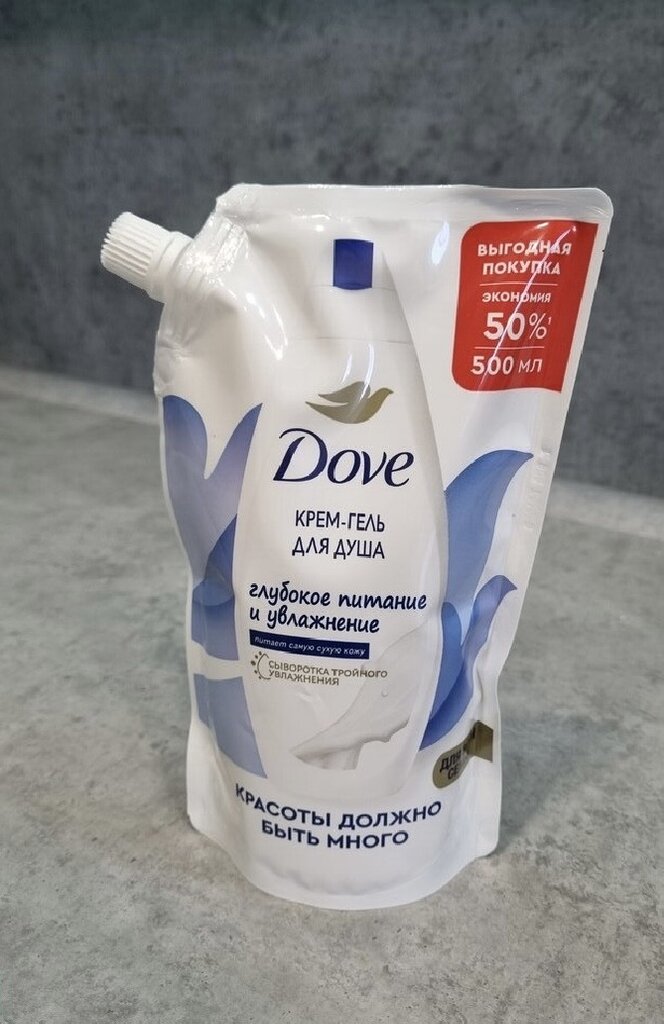 ВЫГОДНАЯ
ПОКУПКА
ЭКОНОМИЯ
50%¹
500 МЛ
Dove
КРЕМ-ГЕЛЬ
ДЛЯ ДУША
глубокое питание
и увлажнение
питает самую сухую кожу
СЫВОРОТКА ТРОЙНОГО
УВЛАЖНЕНИЯ
КРАСОТЫ ДОЛЖНО
БЫТЬ МНОГО